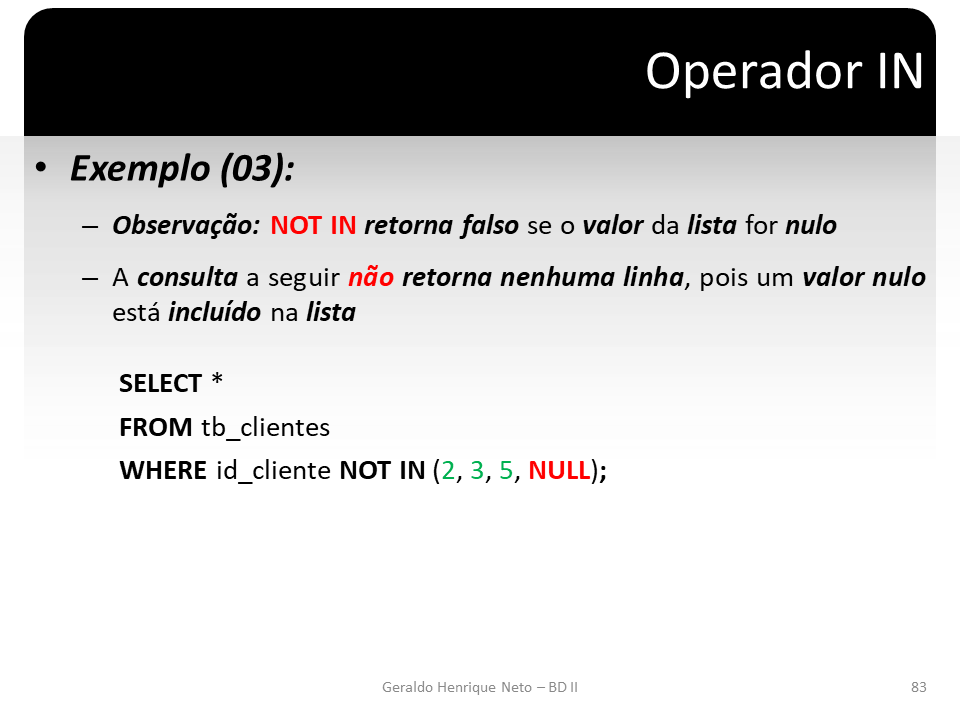 Operador IN
• Exemplo (03):
– Observação: NOT IN retorna falso se o valor da lista for nulo
– A consulta a seguir não retorna nenhuma linha, pois um valor nulo
está incluído na lista
SELECT *
FROM tb_clientes
WHERE id_cliente NOT IN (2, 3, 5, NULL);
Geraldo Henrique Neto – BD II
83